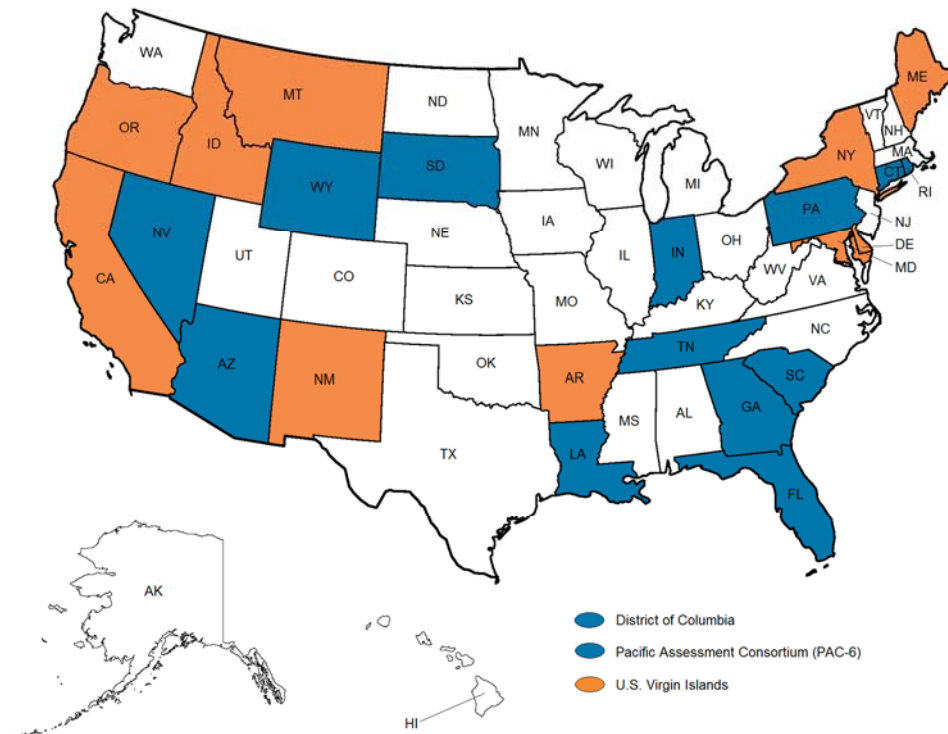 WA
ME
MT
ND
VT
MN
OR
NH
ID
NY
MA
WI
SD
CT
WY
MI
RI
PA
IA
NJ
NE
NV
OH
IN
DE
IL
UT
WV
MD
CO
VA
CA
KS
MO
KY
NC
TN
AZ
OK
NM
AR
SC
GA
MS
AL
TX
LA
FL
AK
District of Columbia
Pacific Assessment Consortium (PAC-6)
U.S. Virgin Islands
HI